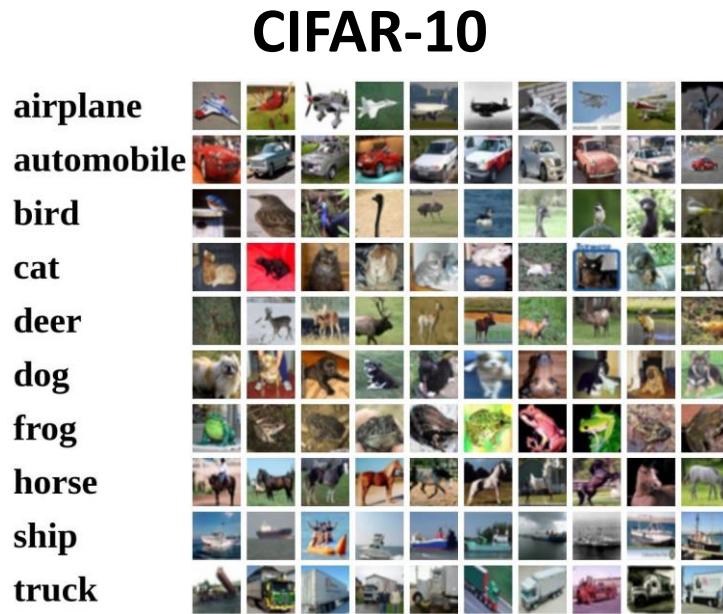 CIFAR-10
airplane
automobile
bird
cat
deer
dog
frog
horse
ship
truck